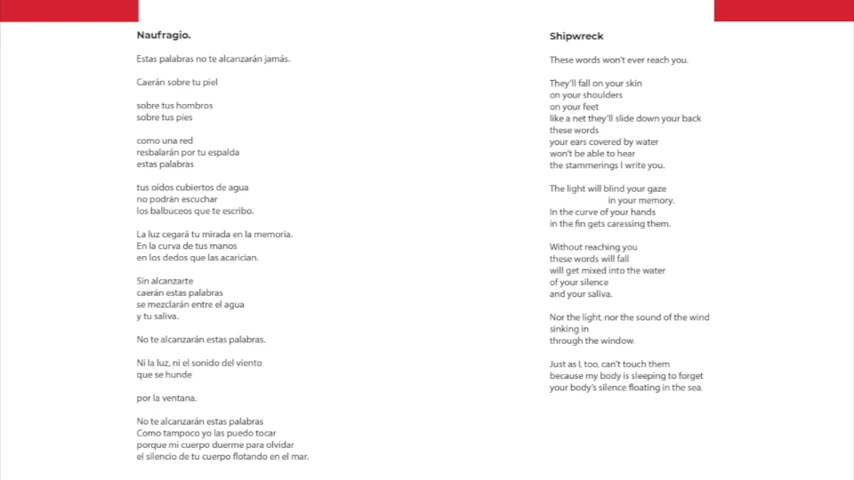 Naufragio.
Estas palabras no te alcanzarán jamás.
Caerán sobre tu piel
sobre tus hombros
sobre tus pies
como una red
resbalarán por tu espalda
estas palabras
tus oídos cubiertos de agua
no podrán escuchar
los balbuceos que te escribo.
La luz cegará tu mirada en la memoria.
En la curva de tus manos
en los dedos que las acarician.
Sin alcanzarte
caerán estas palabras
se mezclarán entre el agua
y tu saliva.
No te alcanzarán estas palabras.
Ni la luz, ni el sonido del viento
que se hunde
por la ventana.
No te alcanzarán estas palabras
Como tampoco yo las puedo tocar
porque mi cuerpo duerme para olvidar
el silencio de tu cuerpo flotando en el mar.
Shipwreck
These words won't ever reach you.
They'll fall on your skin
on your shoulders
on your feet
like a net they'll slide down your back
these words
your ears covered by water
won't be able to hear
the stammerings I write you.
The light will blind your gaze
in your memory.
In the curve of your hands
in the fin gets caressing them.
Without reaching you
these words will fall
will get mixed into the water
of your silence
and your saliva.
Nor the light, nor the sound of the wind
sinking in
through the window.
Just as I, too, can't touch them
because my body is sleeping to forget
your body's silence floating in the sea.